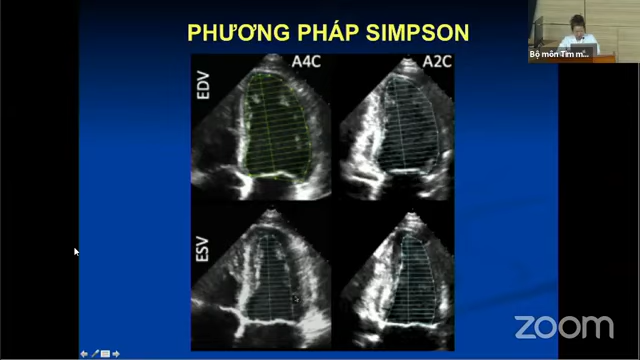 PHƯƠNG PHÁP SIMPSON
Bộ môn Tim m...
A4C
A2C
EDV
ESV
zoom